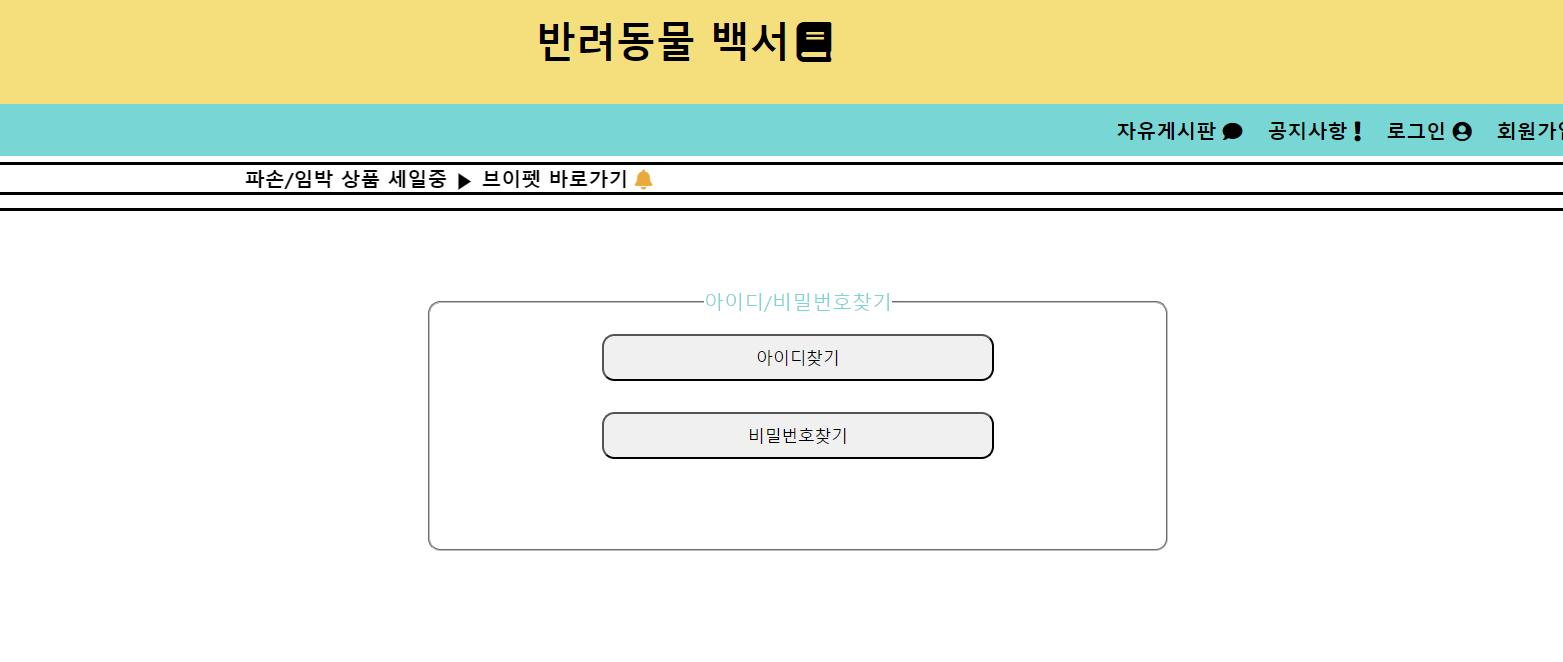 반려동물 백서
자유게시판 공지사항 로그인 회원가
파손/임박 상품 세일중 ▶ 브이펫 바로가기
아이디/비밀번호찾기
아이디찾기
비밀번호찾기